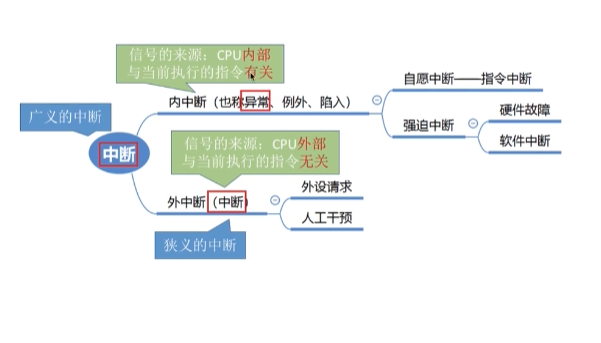 信号的来源：CPU内部
与当前执行的指令有关
广义的中断
中断
内中断（也称异常、例外、陷入）
自愿中断——指令中断
强迫中断
硬件故障
软件中断
信号的来源：CPU外部
与当前执行的指令无关
外中断（中断）
外设请求
人工干预
狭义的中断